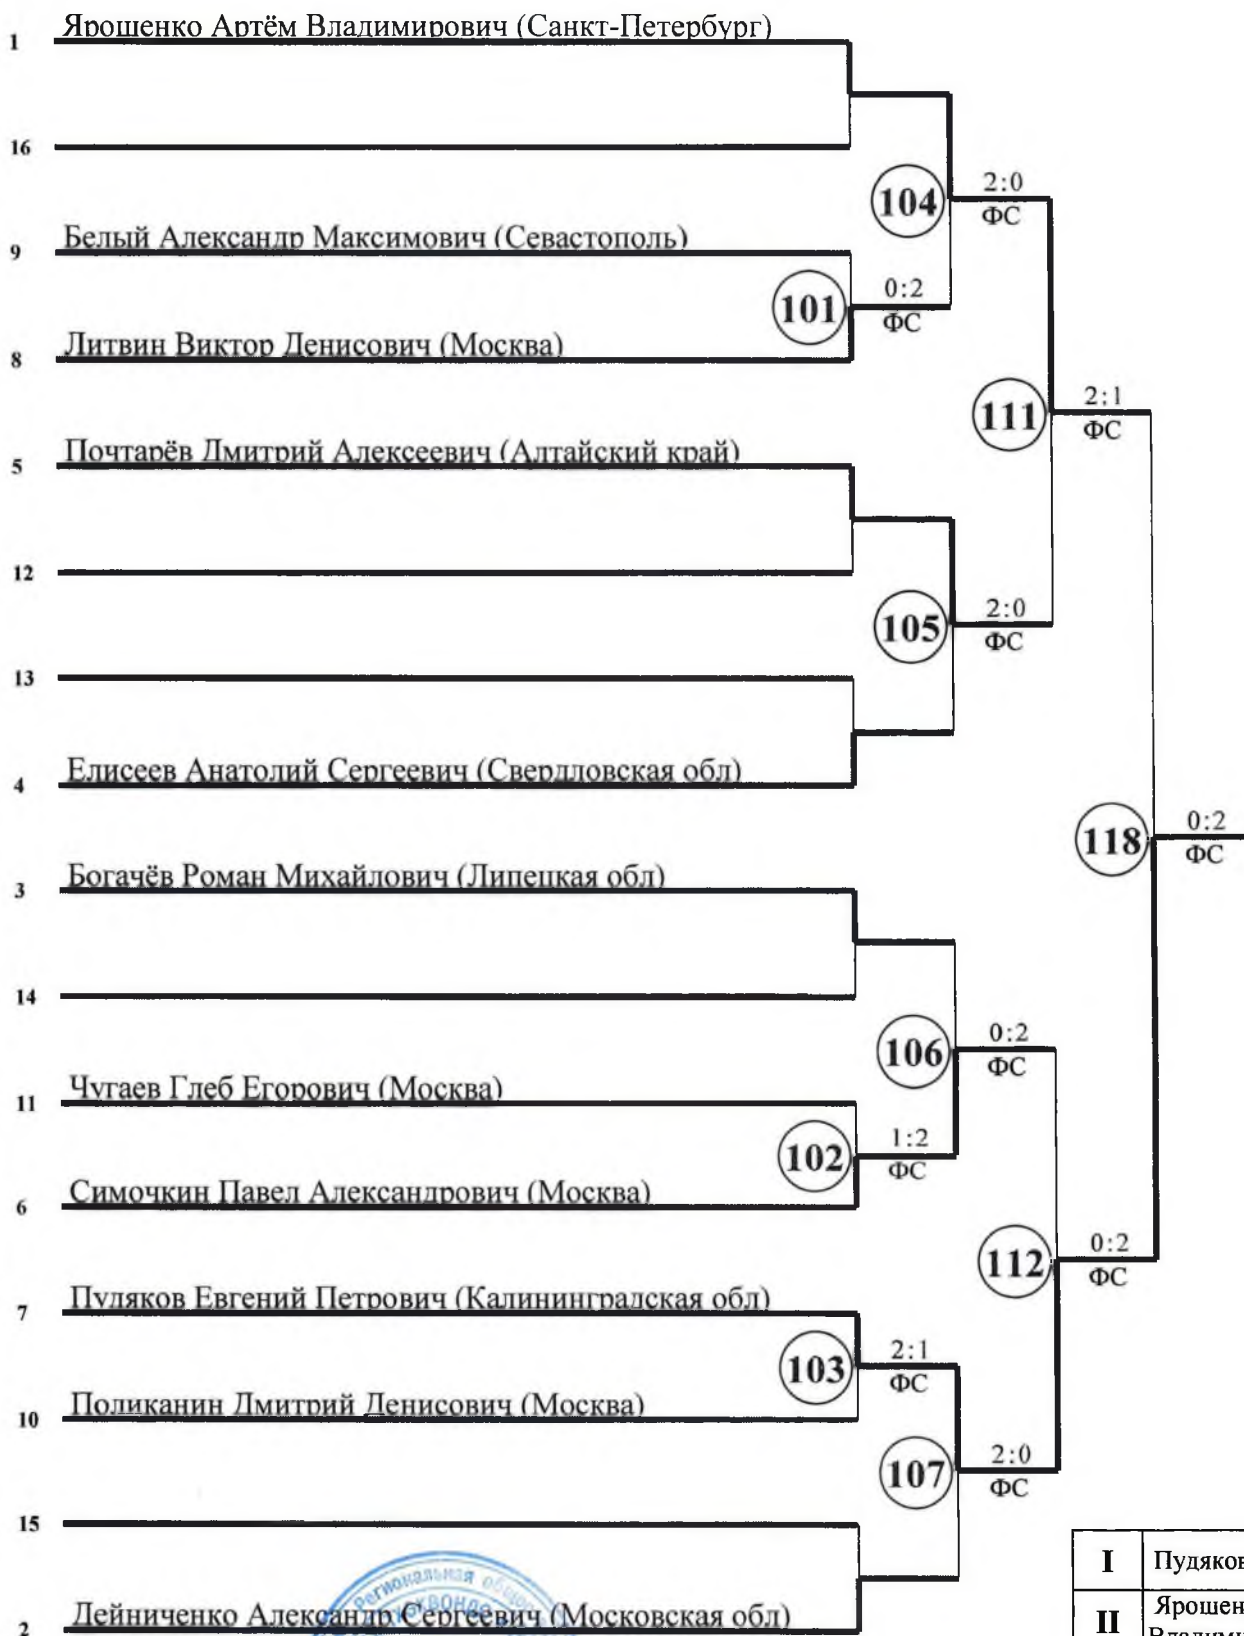 Ярошенко Артём Владимирович (Санкт-Петербург)
1
16
104
2:0
ФС
Белый Александр Максимович (Севастополь)
9
101
0:2
ФС
Литвин Виктор Денисович (Москва)
8
111
2:1
ФС
Почтарёв Дмитрий Алексеевич (Алтайский край)
5
12
105
2:0
ФС
13
Елисеев Анатолий Сергеевич (Свердловская обл)
4
118
0:2
ФС
Богачёв Роман Михайлович (Липецкая обл)
3
14
106
0:2
ФС
Чугаев Глеб Егорович (Москва)
11
102
1:2
ФС
Симочкин Павел Александрович (Москва)
6
112
0:2
ФС
Пудяков Евгений Петрович (Калининградская обл)
7
103
2:1
ФС
Поликанин Дмитрий Денисович (Москва)
10
107
2:0
ФС
15
I Пудяков
Региональная
Дейниченко Александр Сергеевич (Московская обл)
2
II Ярошен